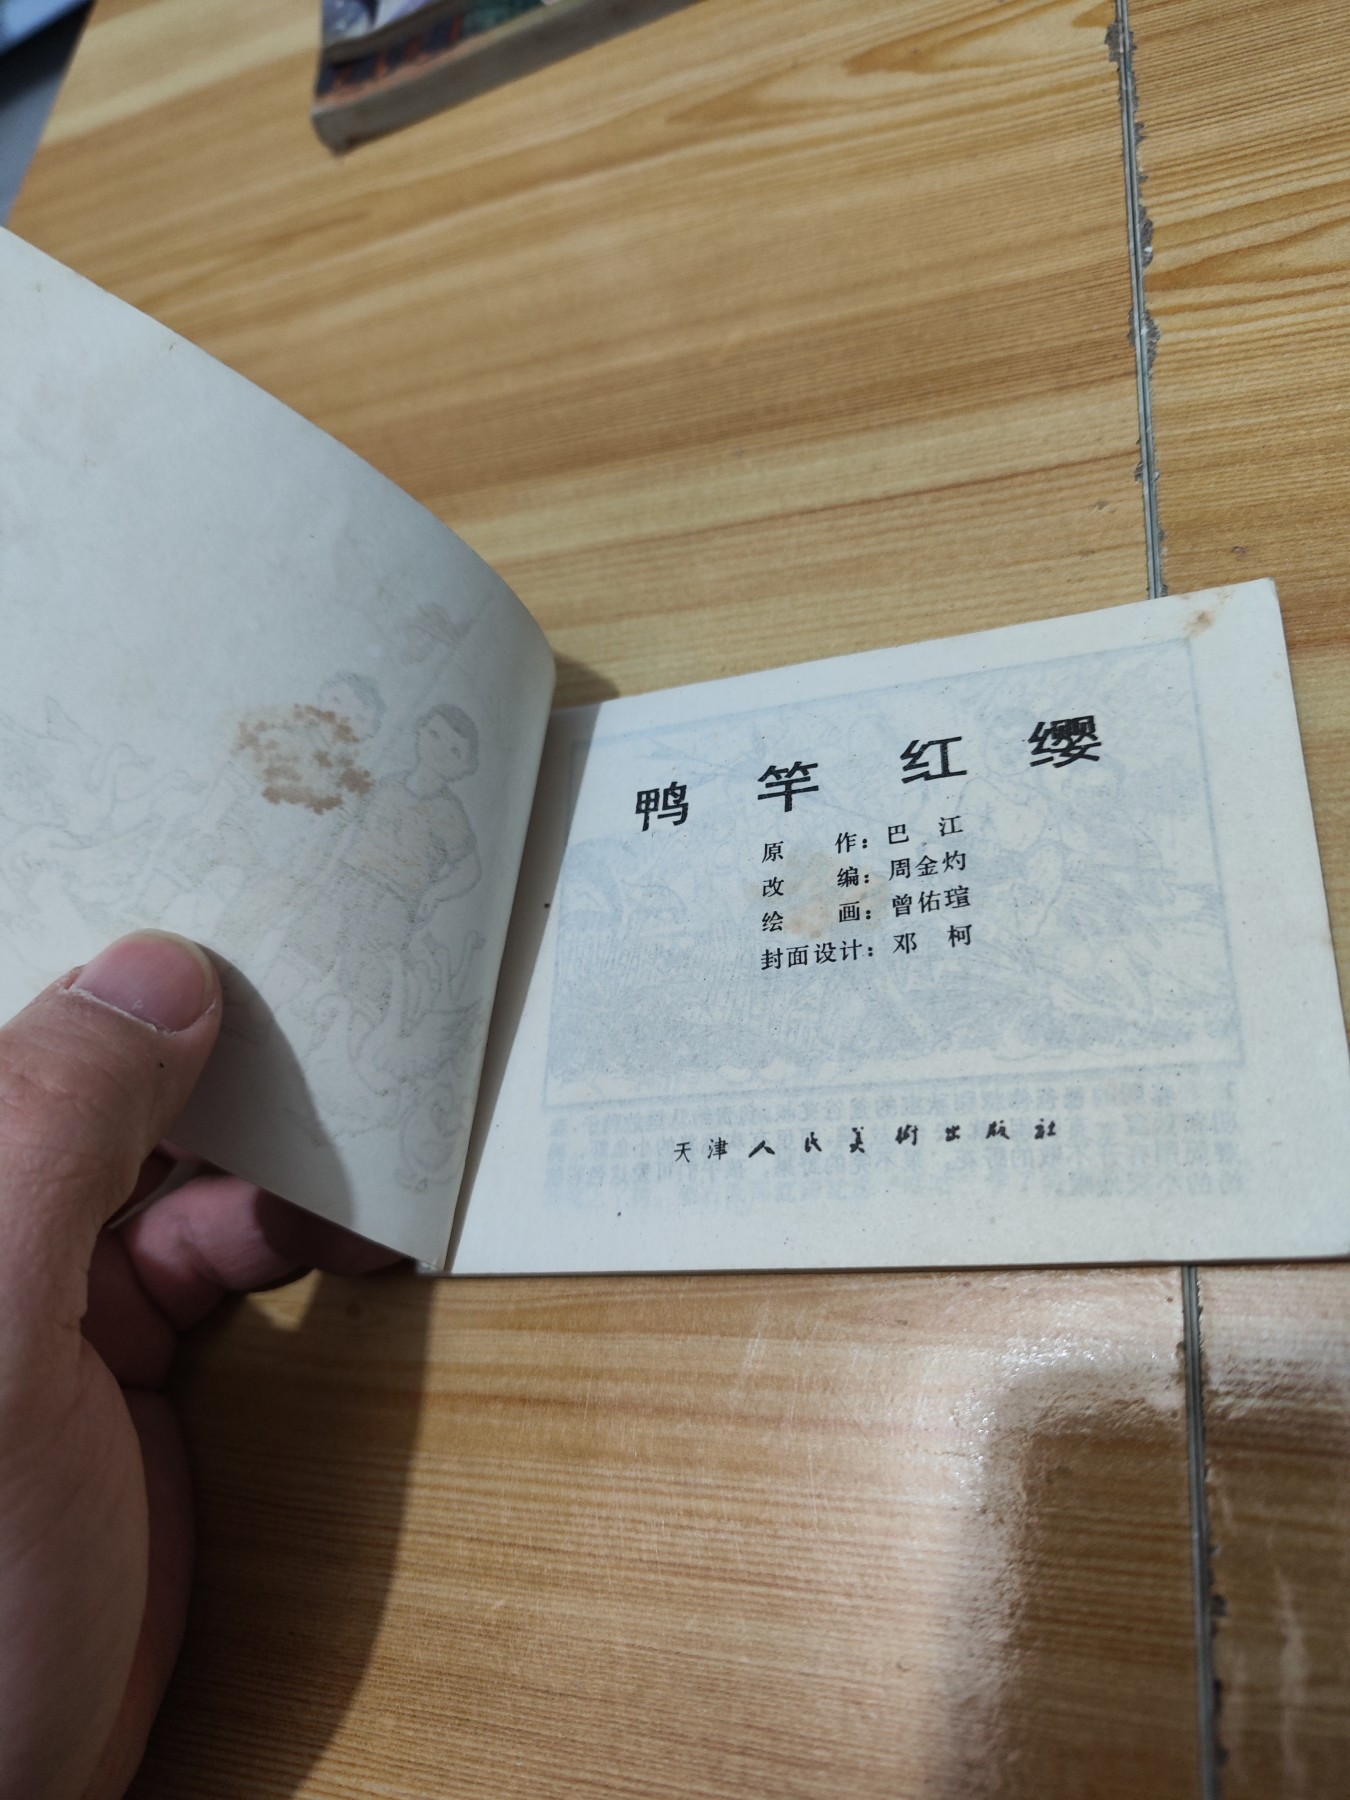 鸭竿红缨
原作：巴江
改编：周金灼
绘画：曾佑瑄
封面设计：邓柯
天津人民美術出版社